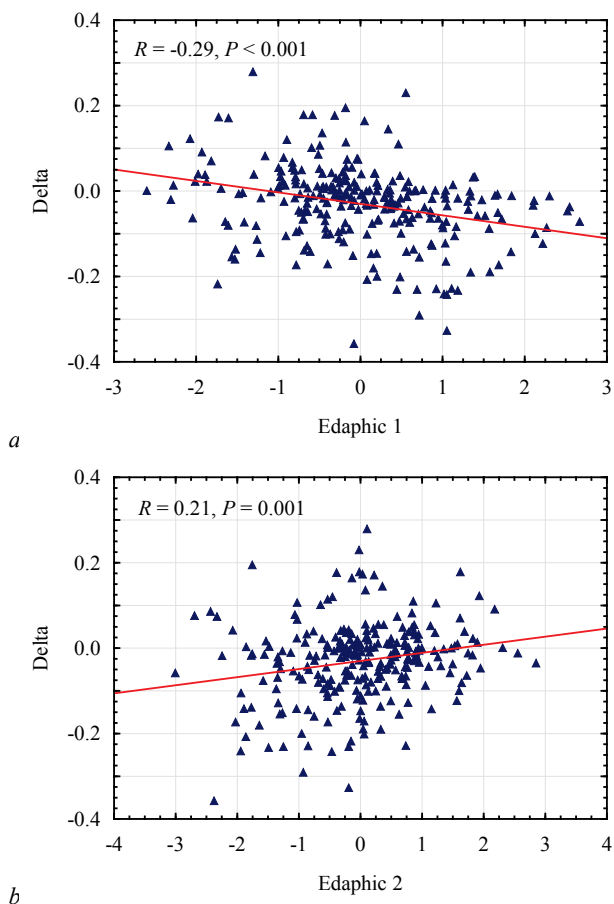 0.4
R = -0.29, P < 0.001
0.2
0.0
-0.2
-0.4
Delta
-3 -2 -1 0 1 2 3
Edaphic 1
a
0.4
R = 0.21, P = 0.001
0.2
0.0
-0.2
-0.4
Delta
-4 -3 -2 -1 0 1 2 3 4
Edaphic 2
b